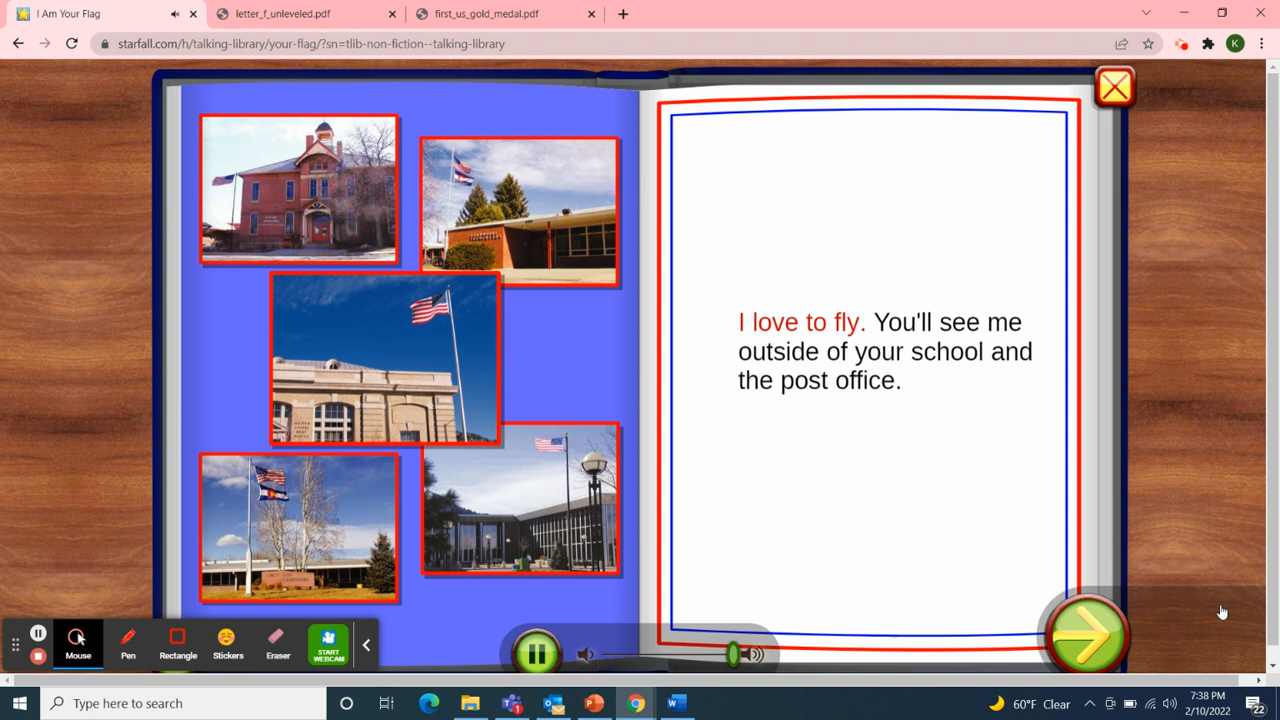 I Am Your Flag
letter_f_unleveled.pdf
first_us_gold_medal.pdf
starfall.com/h/talking-library/your-flag/?sn=tlib-non-fiction--talking-library
K
I love to fly. You'll see me
outside of your school and
the post office.
Mouse
Pen
Rectangle
Stickers
Eraser
START
WEBCAM
Type here to search
60°F Clear
7:38 PM
2/10/2022
22